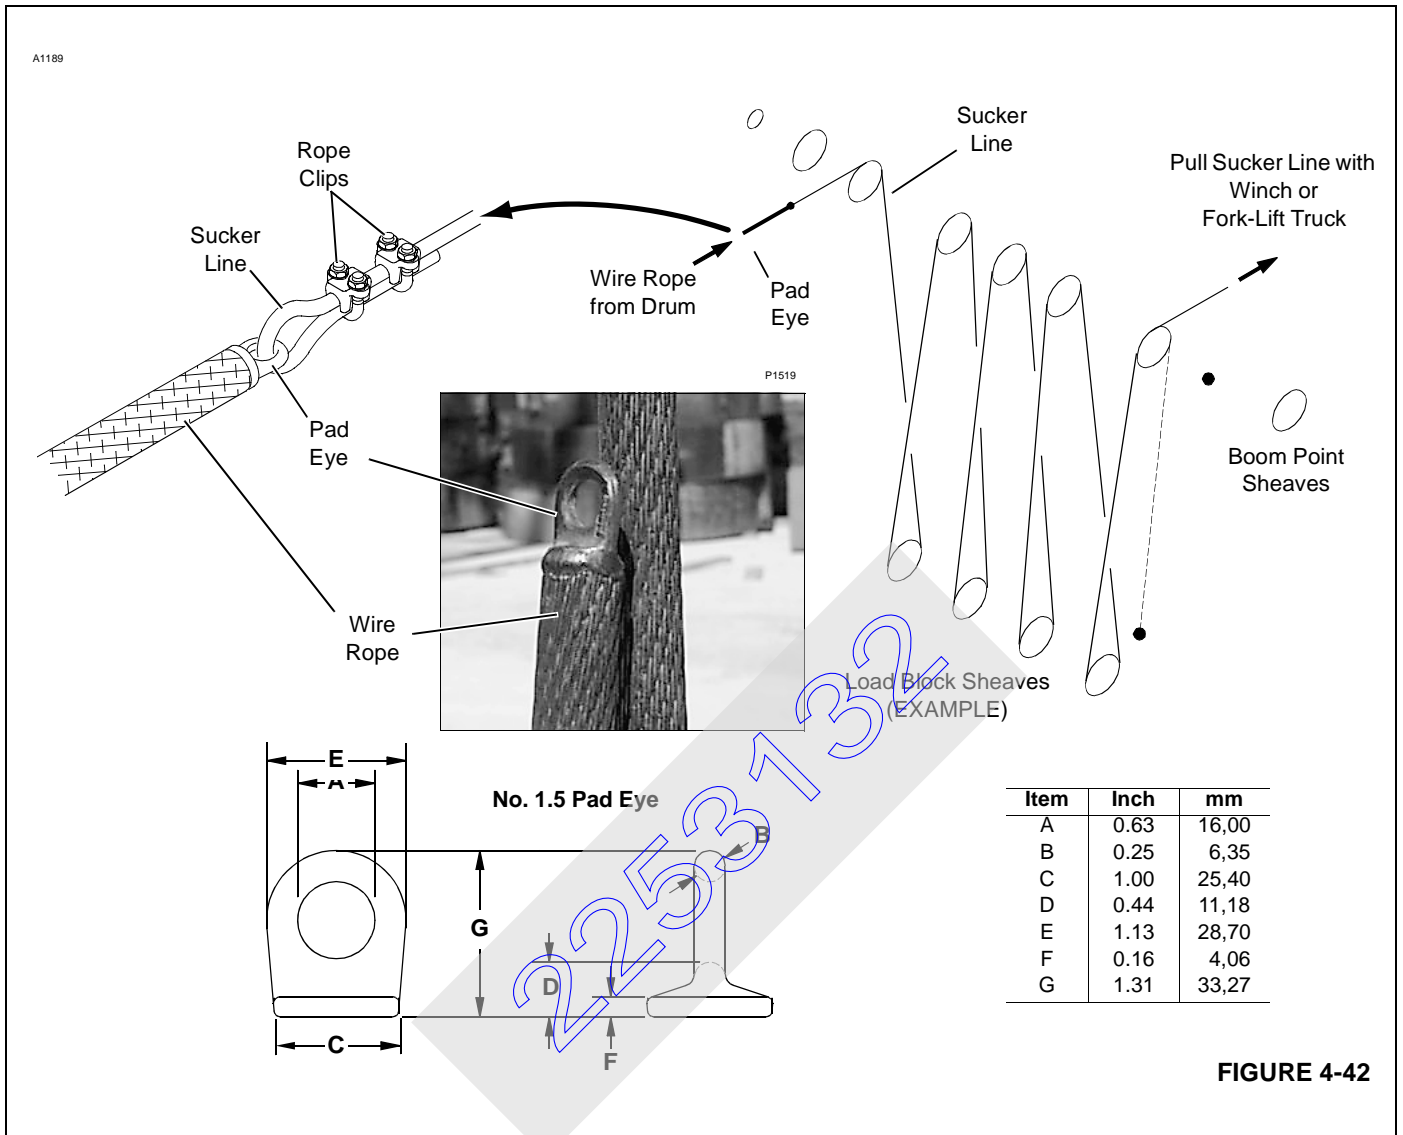 A1189
Rope
Clips
Sucker
Line
Sucker
Line
Pull Sucker Line with
Winch or
Fork-Lift Truck
Wire Rope
from Drum
Pad
Eye
P1519
Pad
Eye
Boom Point
Sheaves
Wire
Rope
Load Block Sheaves
(EXAMPLE)
2253132
No. 1.5 Pad Eye
E
A
B
G
D
C
F
Item Inch mm
A 0.63 16,00
B 0.25 6,35
C 1.00 25,40
D 0.44 11,18
E 1.13 28,70
F 0.16 4,06
G 1.31 33,27
FIGURE 4-42